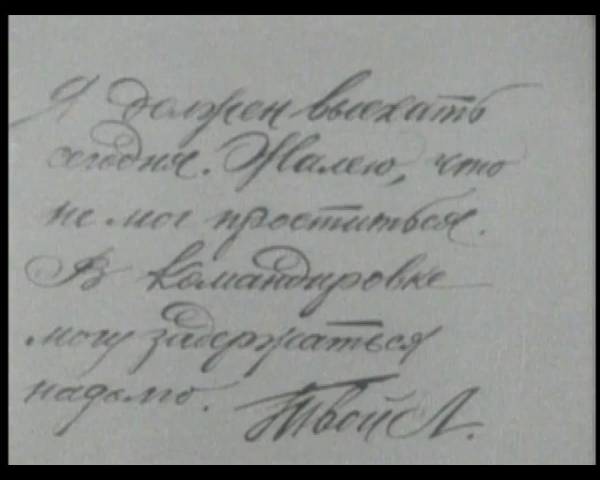 Я должен выехать
сегодня. Жалею, что
не мог проститься.
В командировке
могу задержаться
надолго. Твой Л.